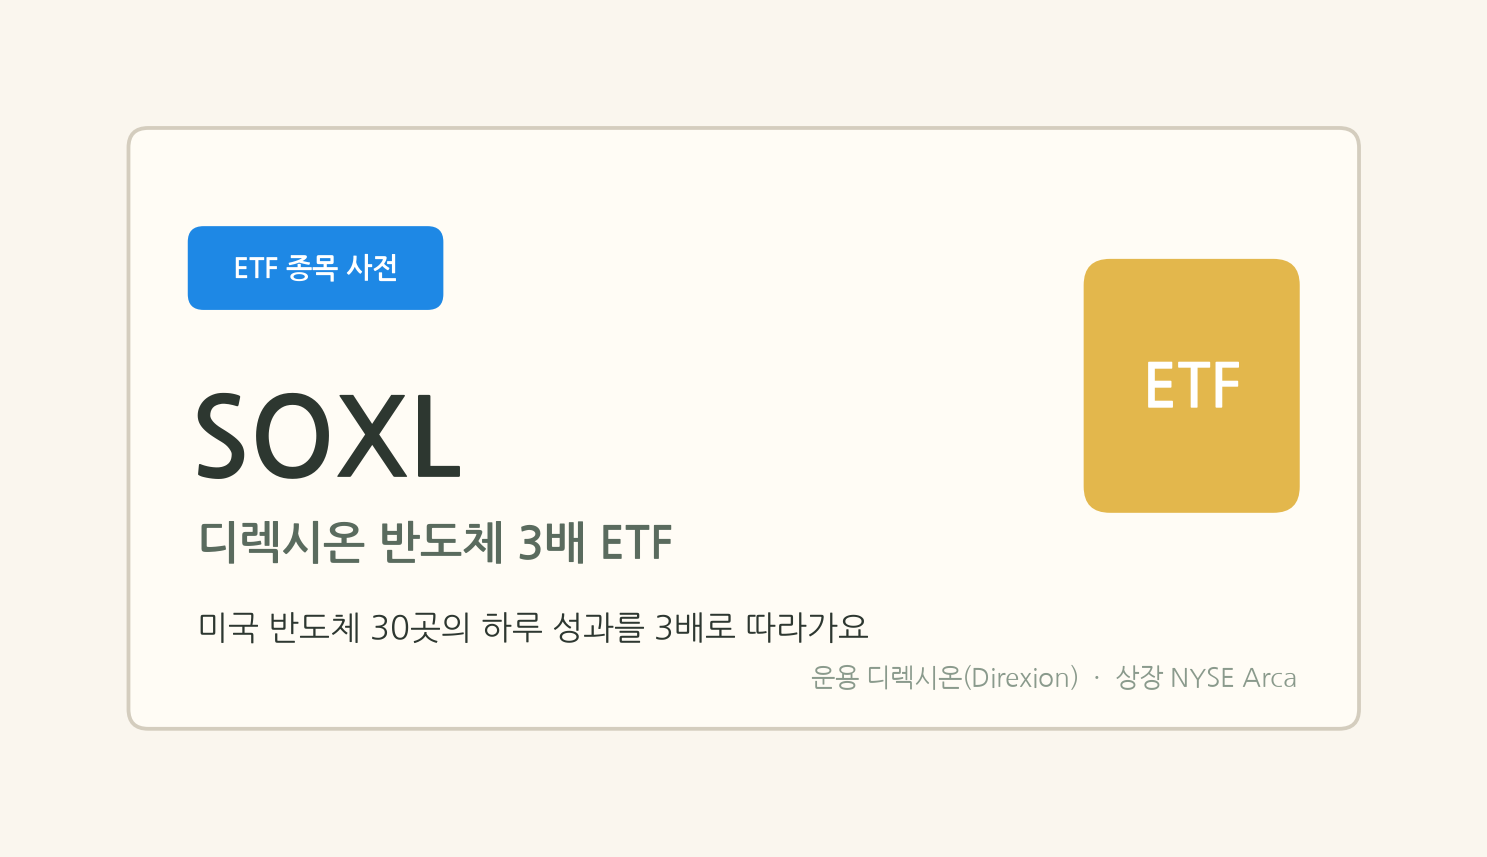 ETF 종목 사전
SOXL
ETF
디렉시온 반도체 3배 ETF
미국 반도체 30곳의 하루 성과를 3배로 따라가요
운용 디렉시온(Direxion) · 상장 NYSE Arca